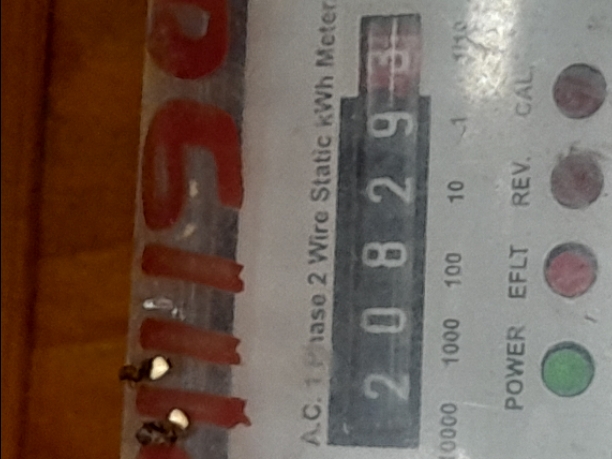 A.C. 1 Phase 2 Wire Static kWh Meter
2 0 8 2 9 3
10000 1000 100 10 1 1/10
POWER EFLT REV. CAL.